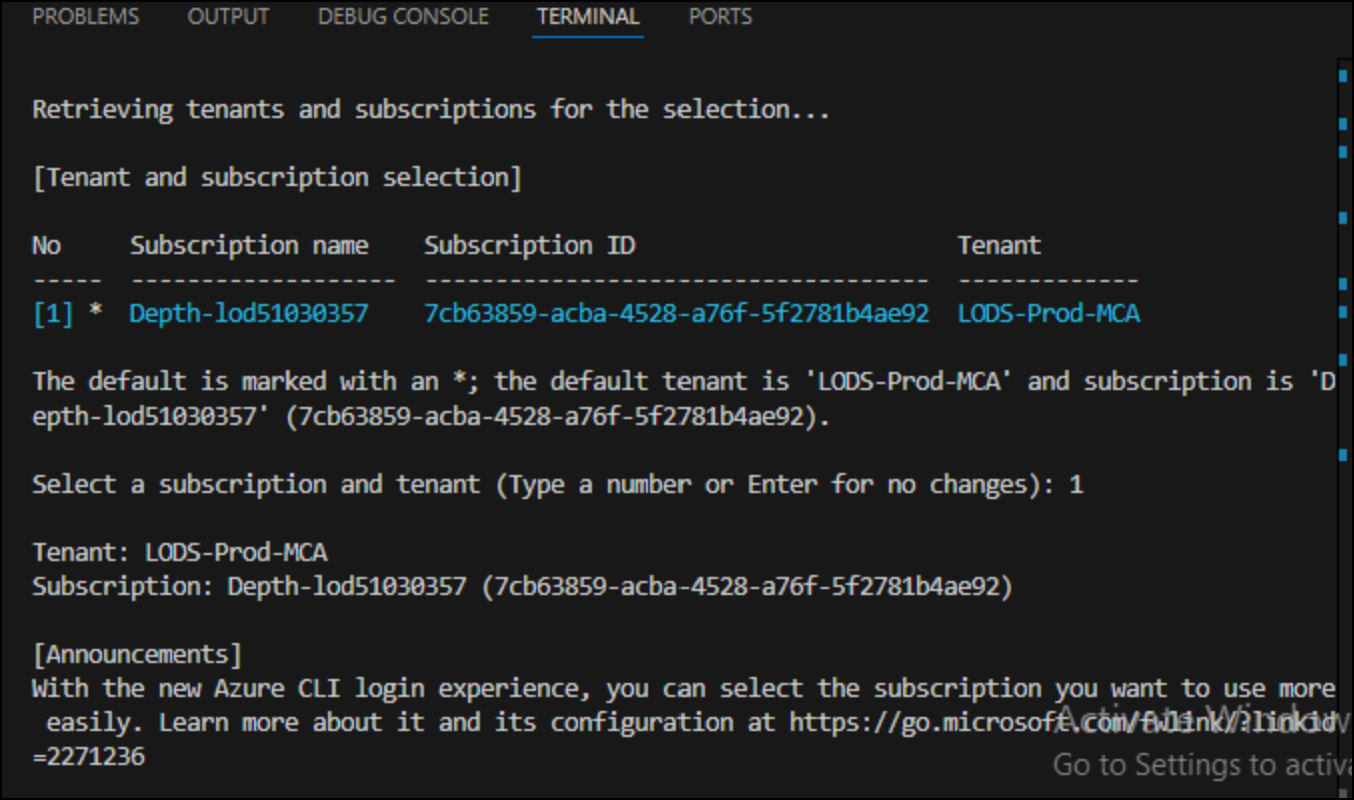 PROBLEMS OUTPUT DEBUG CONSOLE TERMINAL PORTS
Retrieving tenants and subscriptions for the selection...
[Tenant and subscription selection]
No Subscription name Subscription ID Tenant
----- ------------------- ------------------------------------ -------------
[1] * Depth-lod51030357 7cb63859-acba-4528-a76f-5f2781b4ae92 LODS-Prod-MCA
The default is marked with an *; the default tenant is 'LODS-Prod-MCA' and subscription is 'D
epth-lod51030357' (7cb63859-acba-4528-a76f-5f2781b4ae92).
Select a subscription and tenant (Type a number or Enter for no changes): 1
Tenant: LODS-Prod-MCA
Subscription: Depth-lod51030357 (7cb63859-acba-4528-a76f-5f2781b4ae92)
[Announcements]
With the new Azure CLI login experience, you can select the subscription you want to use more
easily. Learn more about it and its configuration at https://go.microsoft.com/fwlink/?linkid
=2271236
Activate Window
Go to Settings to activa